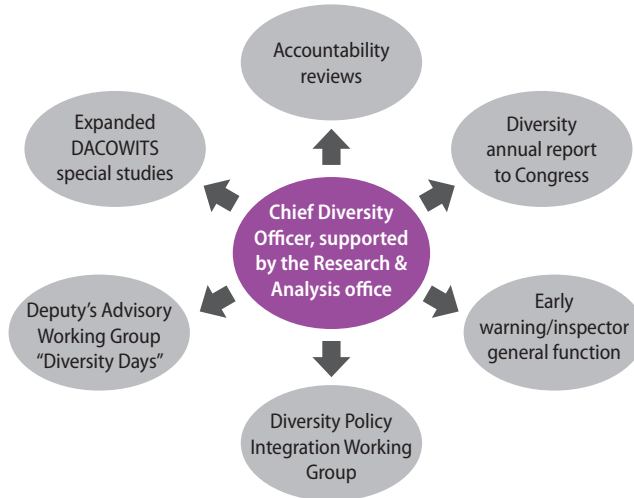 Accountability
reviews
Expanded
DACOWITS
special studies
Diversity
annual report
to Congress
Chief Diversity
Officer, supported
by the Research &
Analysis office
Deputy’s Advisory
Working Group
“Diversity Days”
Early
warning/inspector
general function
Diversity Policy
Integration Working
Group